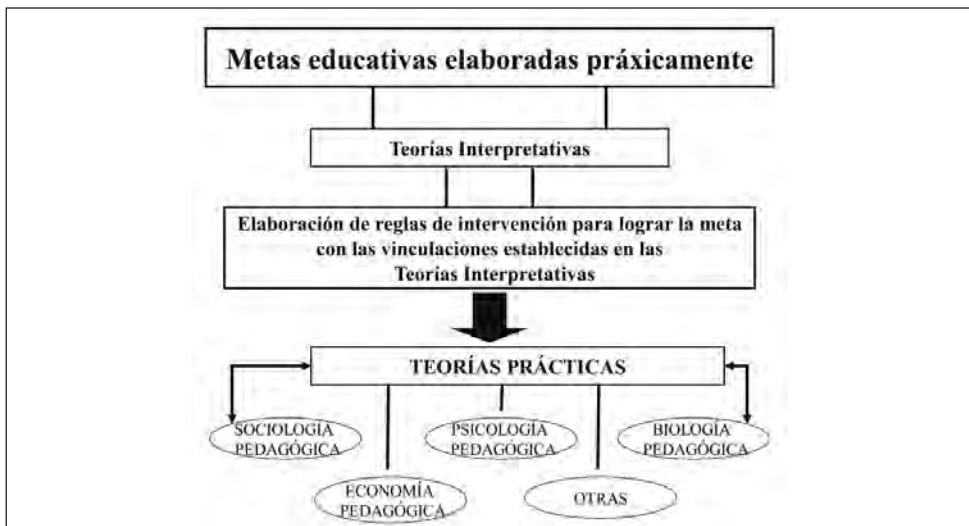 Metas educativas elaboradas práxicamente
Teorías Interpretativas
Elaboración de reglas de intervención para lograr la meta
con las vinculaciones establecidas en las
Teorías Interpretativas
TEORÍAS PRÁCTICAS
SOCIOLOGÍA
PEDAGÓGICA
PSICOLOGÍA
PEDAGÓGICA
BIOLOGÍA
PEDAGÓGICA
ECONOMÍA
PEDAGÓGICA
OTRAS